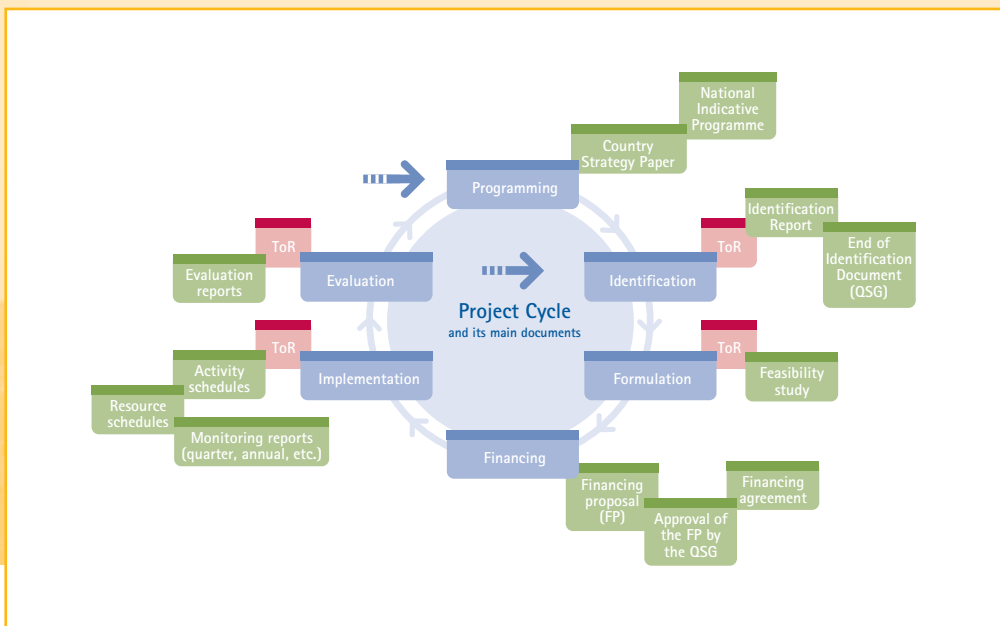 National
Indicative
Programme
Country
Strategy Paper
Programming
Identification
Report
ToR
End of
Identification
Document
(QSG)
Identification
ToR
Evaluation
reports
Evaluation
Project Cycle
and its main documents
ToR
Feasibility
study
Formulation
ToR
Activity
schedules
Implementation
Resource
schedules
Monitoring reports
(quarter, annual, etc.)
Financing
Financing
proposal
(FP)
Approval of
the FP by
the QSG
Financing
agreement